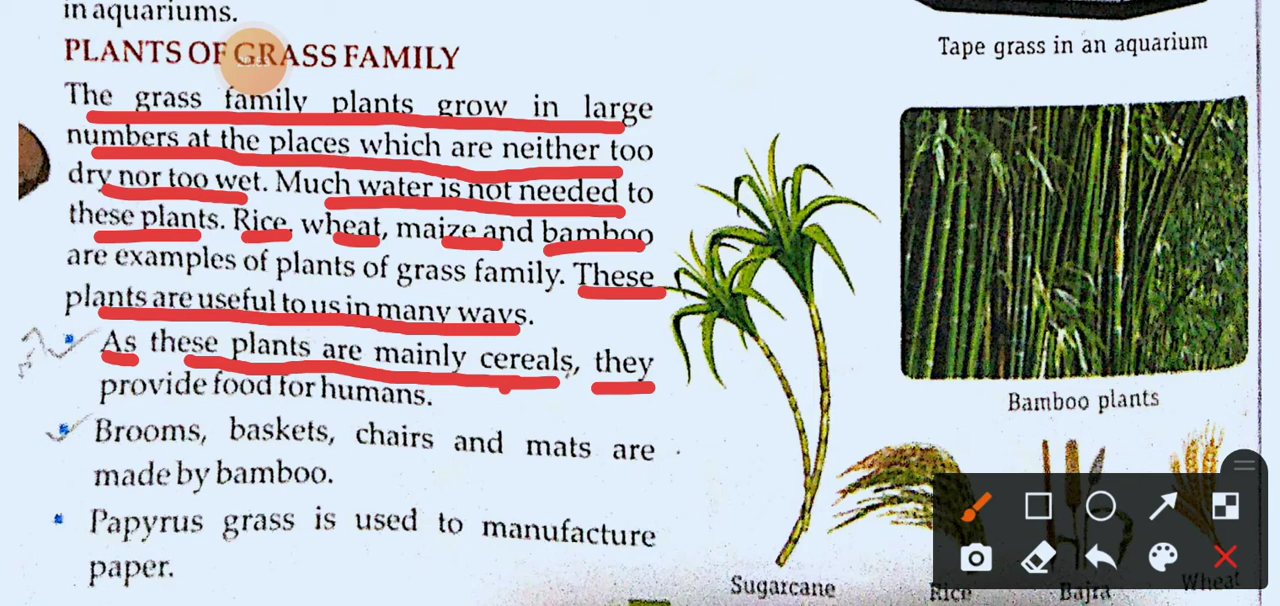 in aquariums.
PLANTS OF GRASS FAMILY
The grass family plants grow in large
numbers at the places which are neither too
dry nor too wet. Much water is not needed to
these plants. Rice, wheat, maize and bamboo
are examples of plants of grass family. These
plants are useful to us in many ways.
As these plants are mainly cereals, they
provide food for humans.
Brooms, baskets, chairs and mats are
made by bamboo.
Papyrus grass is used to manufacture
paper.
Tape grass in an aquarium
Bamboo plants
Sugarcane
Rice
Bajra
Wheat